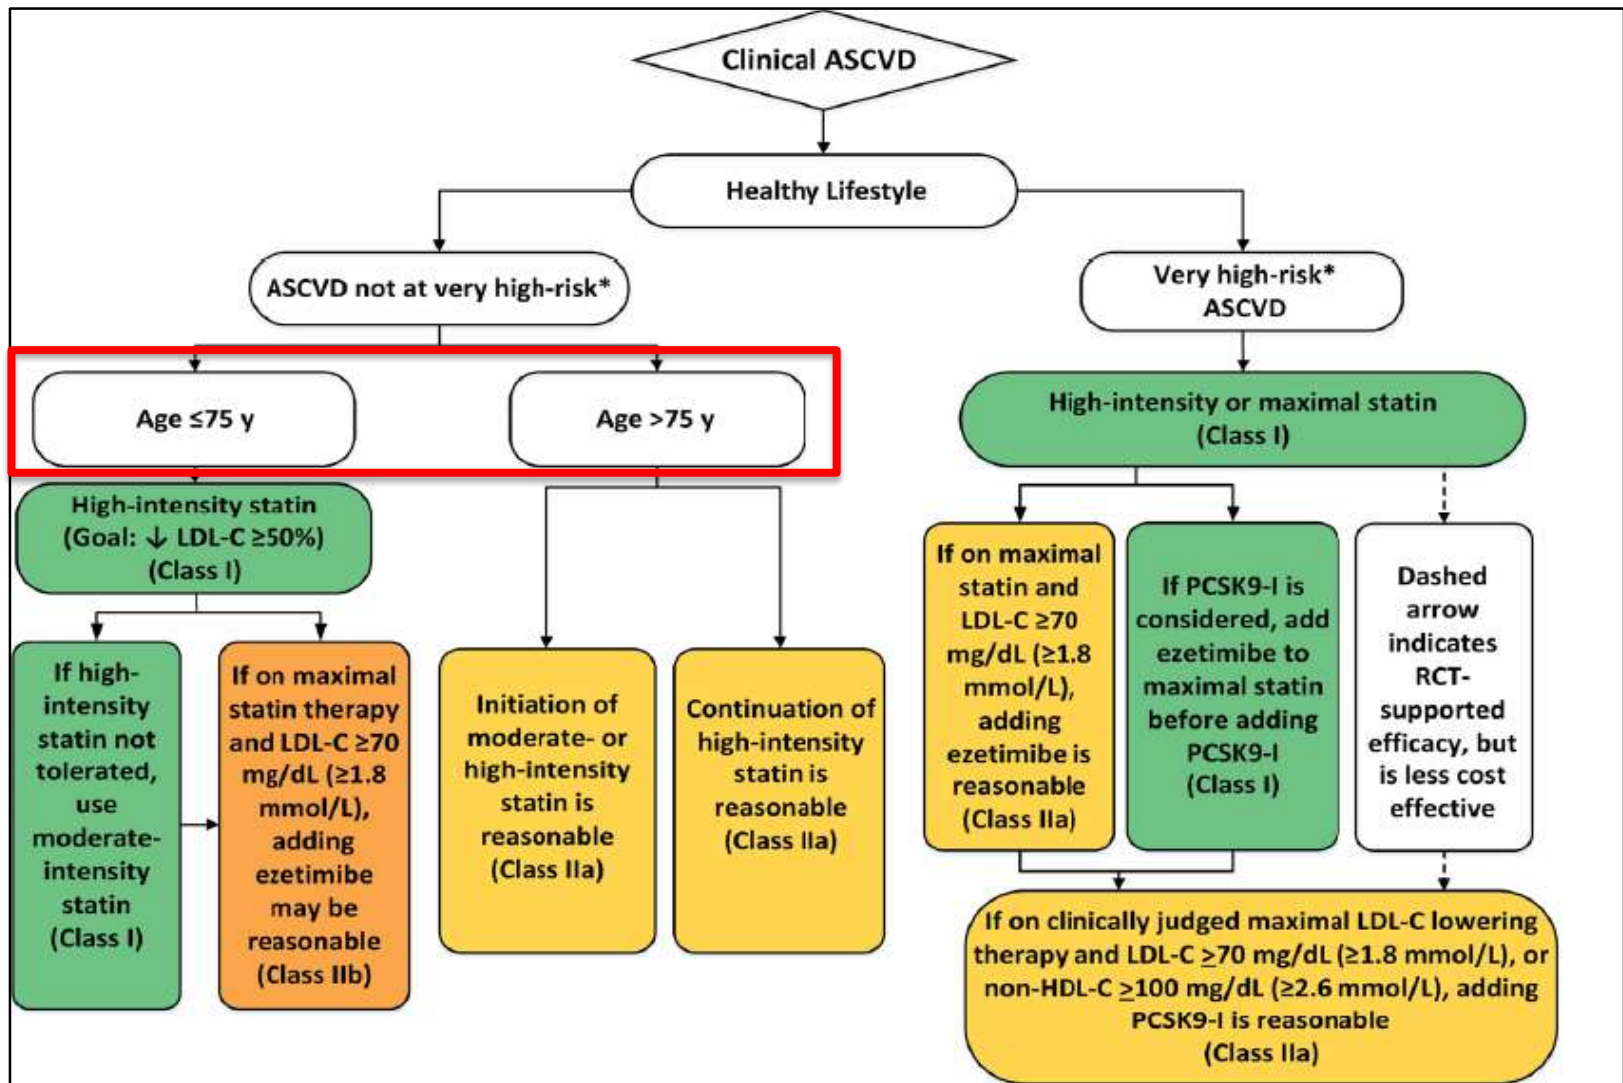 Clinical ASCVD
Healthy Lifestyle
ASCVD not at very high-risk*
Very high-risk*
ASCVD
Age ≤75 y
Age >75 y
High-intensity or maximal statin
(Class I)
High-intensity statin
(Goal: ↓ LDL-C ≥50%)
(Class I)
If high-
intensity
statin not
tolerated,
use
moderate-
intensity
statin
(Class I)
If on maximal
statin therapy
and LDL-C ≥70
mg/dL (≥1.8
mmol/L),
adding
ezetimibe
may be
reasonable
(Class IIb)
Initiation of
moderate- or
high-intensity
statin is
reasonable
(Class IIa)
Continuation of
high-intensity
statin is
reasonable
(Class IIa)
If on maximal
statin and
LDL-C ≥70
mg/dL (≥1.8
mmol/L),
adding
ezetimibe is
reasonable
(Class IIa)
If PCSK9-I is
considered, add
ezetimibe to
maximal statin
before adding
PCSK9-I
(Class I)
Dashed
arrow
indicates
RCT-
supported
efficacy, but
is less cost
effective
If on clinically judged maximal LDL-C lowering
therapy and LDL-C ≥70 mg/dL (≥1.8 mmol/L), or
non-HDL-C ≥100 mg/dL (≥2.6 mmol/L), adding
PCSK9-I is reasonable
(Class IIa)